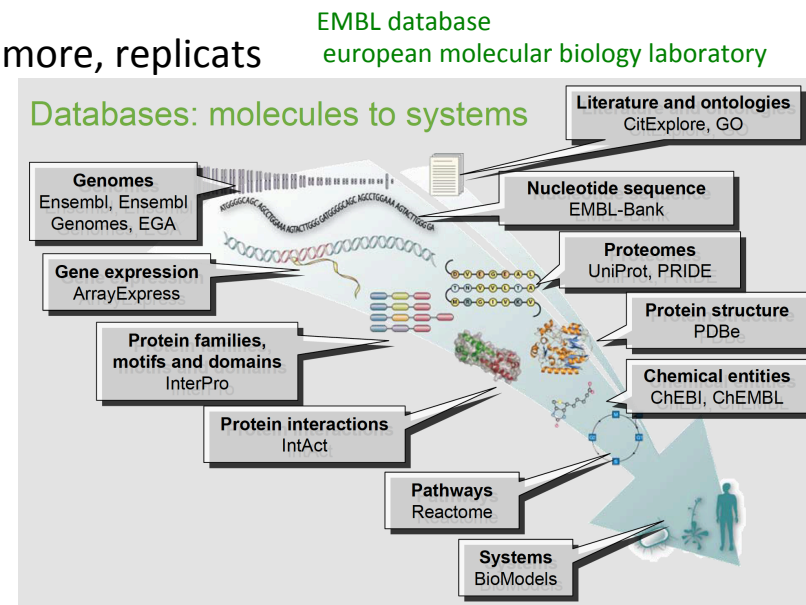 EMBL database
more, replicats
european molecular biology laboratory
Databases: molecules to systems
Literature and ontologies
CitExplore, GO
Genomes
Ensembl, Ensembl
Genomes, EGA
Nucleotide sequence
EMBL-Bank
Gene expression
ArrayExpress
Proteomes
UniProt, PRIDE
Protein structure
PDBe
Protein families,
motifs and domains
InterPro
Chemical entities
ChEBI, ChEMBL
Protein interactions
IntAct
Pathways
Reactome
Systems
BioModels